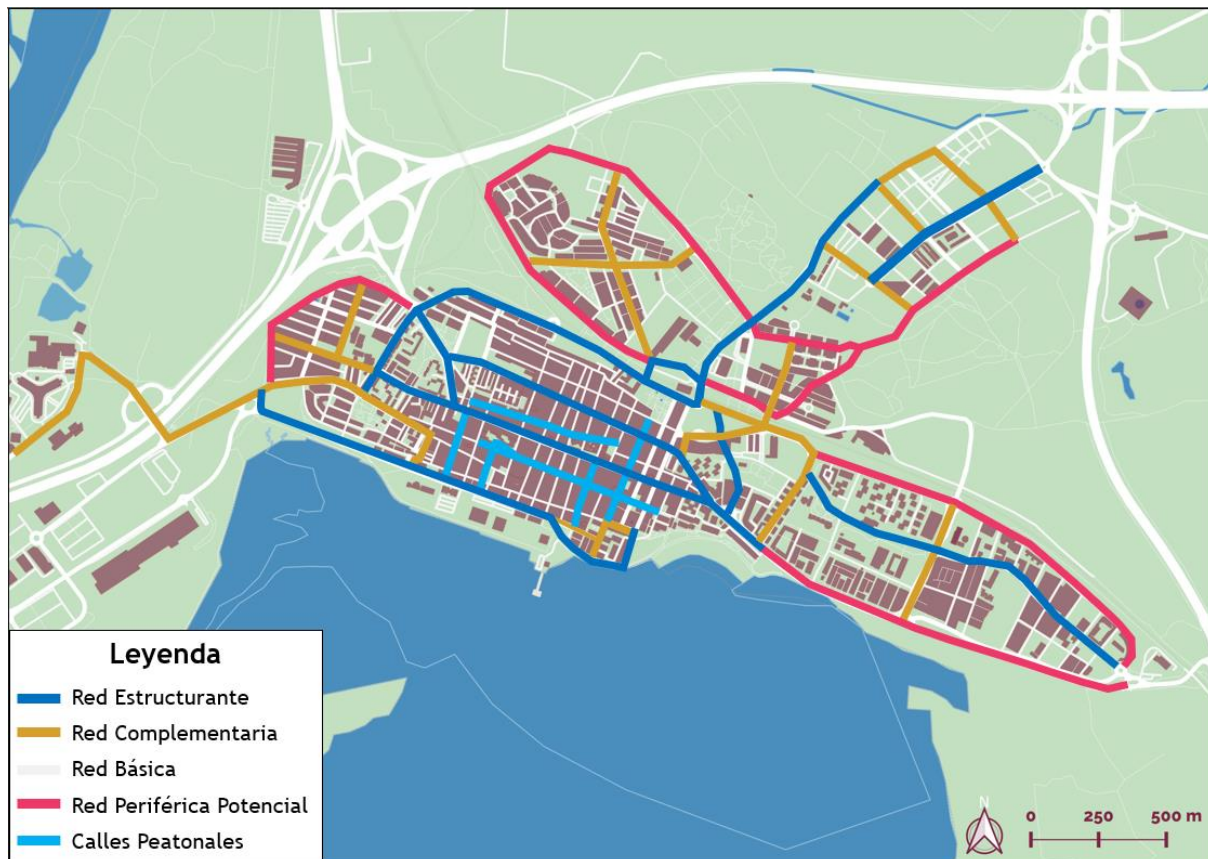 Leyenda
Red Estructurante
Red Complementaria
Red Básica
Red Periférica Potencial
Calles Peatonales
N
0 250 500 m